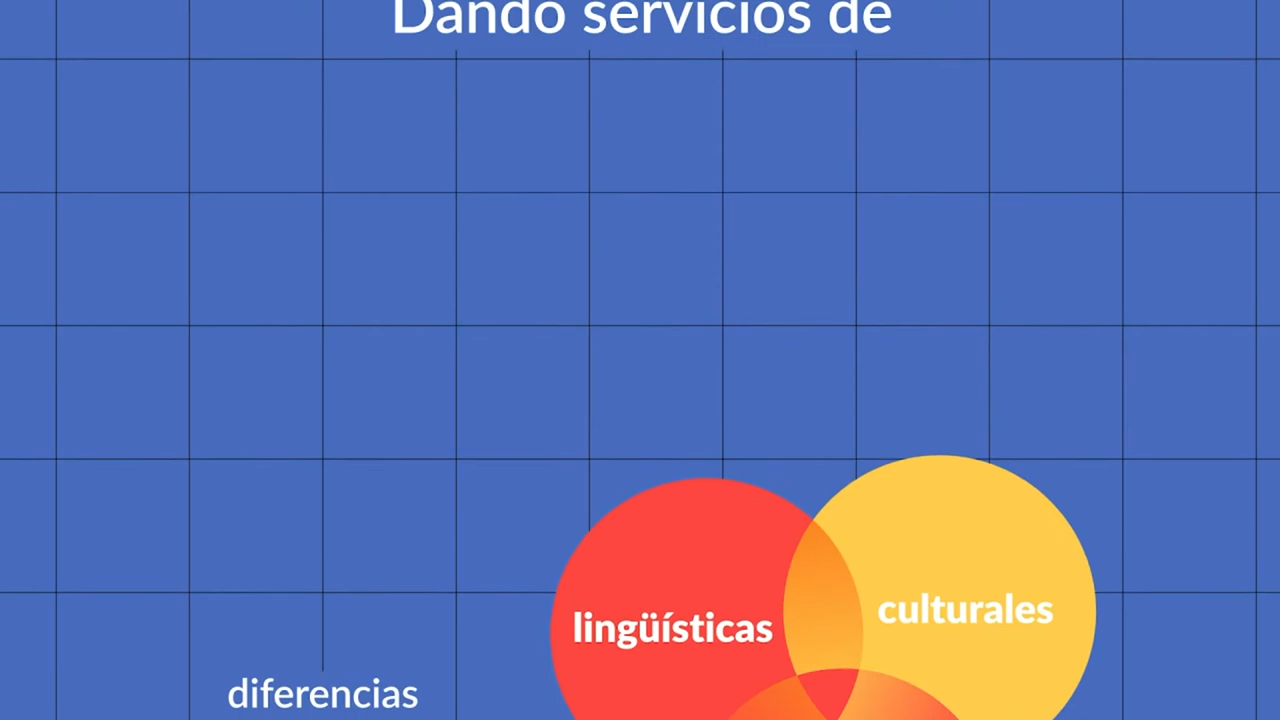 Dando servicios de
lingüísticas
culturales
diferencias